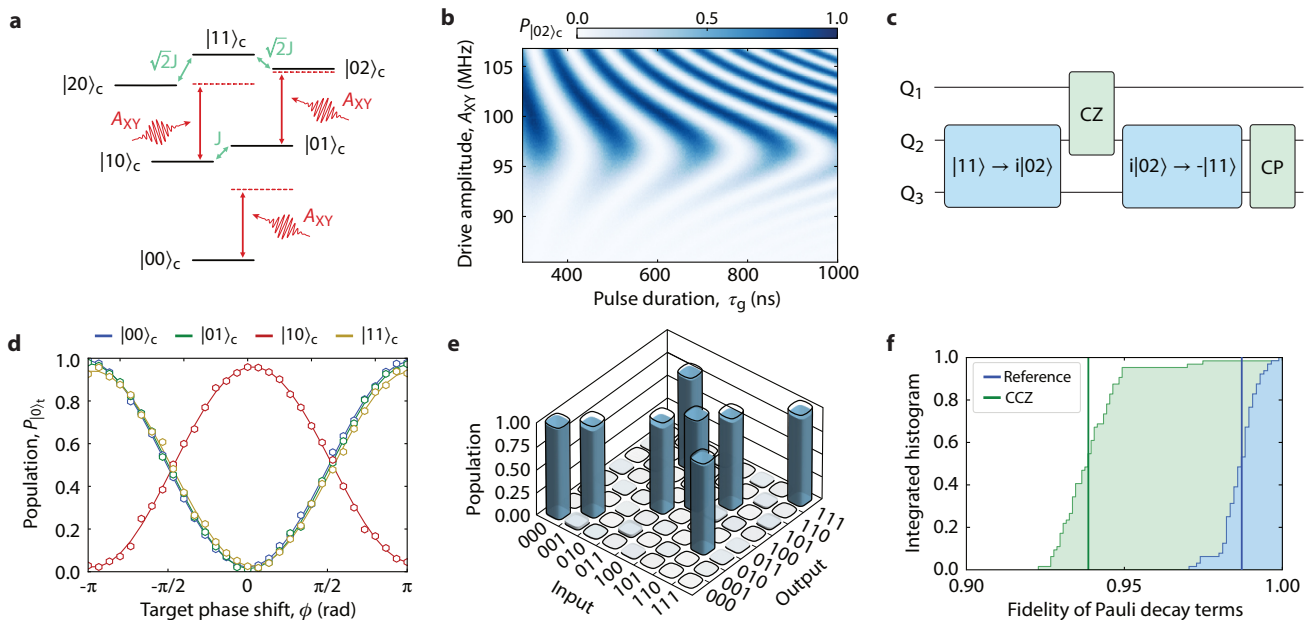 a
|11⟩c
√2J
√2J
|20⟩c
|02⟩c
AXY
AXY
J
|10⟩c
|01⟩c
AXY
|00⟩c
b
P|02⟩c
0.0 0.5 1.0
Drive amplitude, AXY (MHz)
105
100
95
90
400 600 800 1000
Pulse duration, τg (ns)
c
Q1
Q2
Q3
|11⟩ → i|02⟩
CZ
i|02⟩ → -|11⟩
CP
d
|00⟩c |01⟩c |10⟩c |11⟩c
Population, P|0⟩t
1.0
0.8
0.6
0.4
0.2
0.0
-π -π/2 0 π/2 π
Target phase shift, ϕ (rad)
e
Population
1.00
0.75
0.50
0.25
0.00
000
001
010
011
100
101
110
111
Input
000
001
010
011
100
101
110
111
Output
f
Integrated histogram
1.0
0.8
0.6
0.4
0.2
0.0
Reference
CCZ
0.90 0.95 1.00
Fidelity of Pauli decay terms